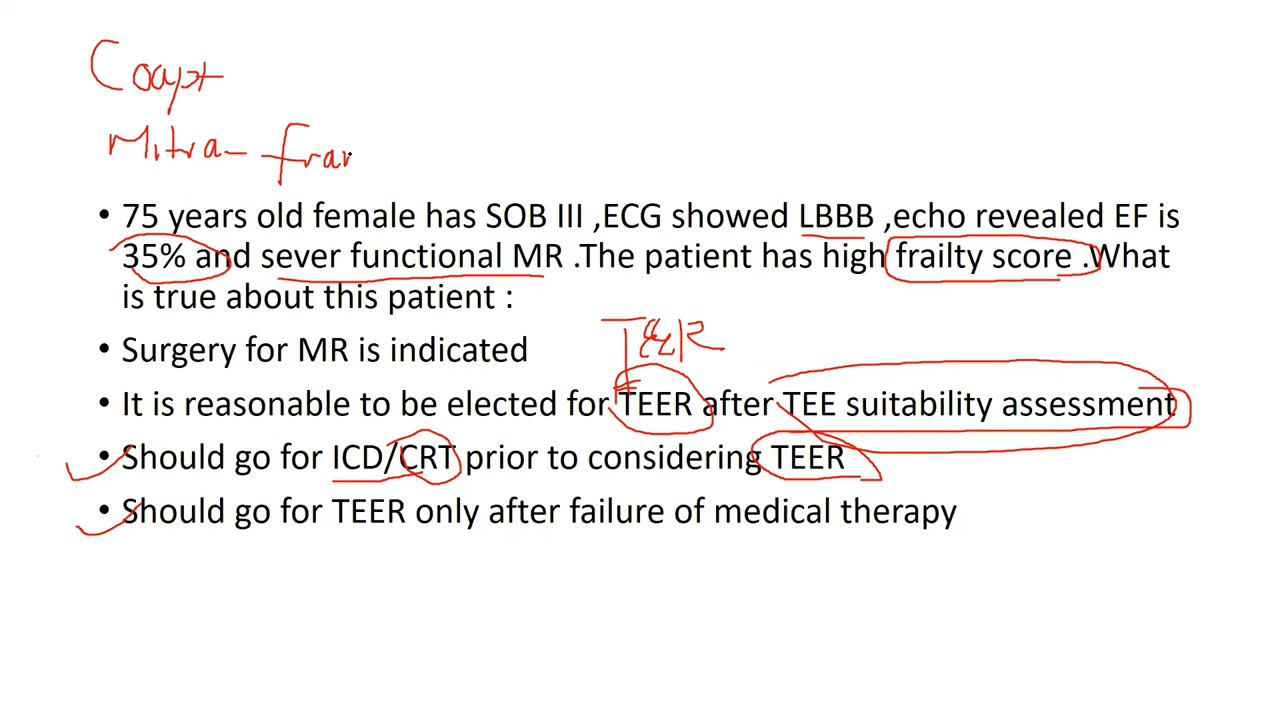 Coapt
Mitra- frar
• 75 years old female has SOB III ,ECG showed LBBB ,echo revealed EF is
35% and sever functional MR .The patient has high frailty score .What
is true about this patient :
• Surgery for MR is indicated
TEER
• It is reasonable to be elected for TEER after TEE suitability assessment
• Should go for ICD/CRT prior to considering TEER
• Should go for TEER only after failure of medical therapy